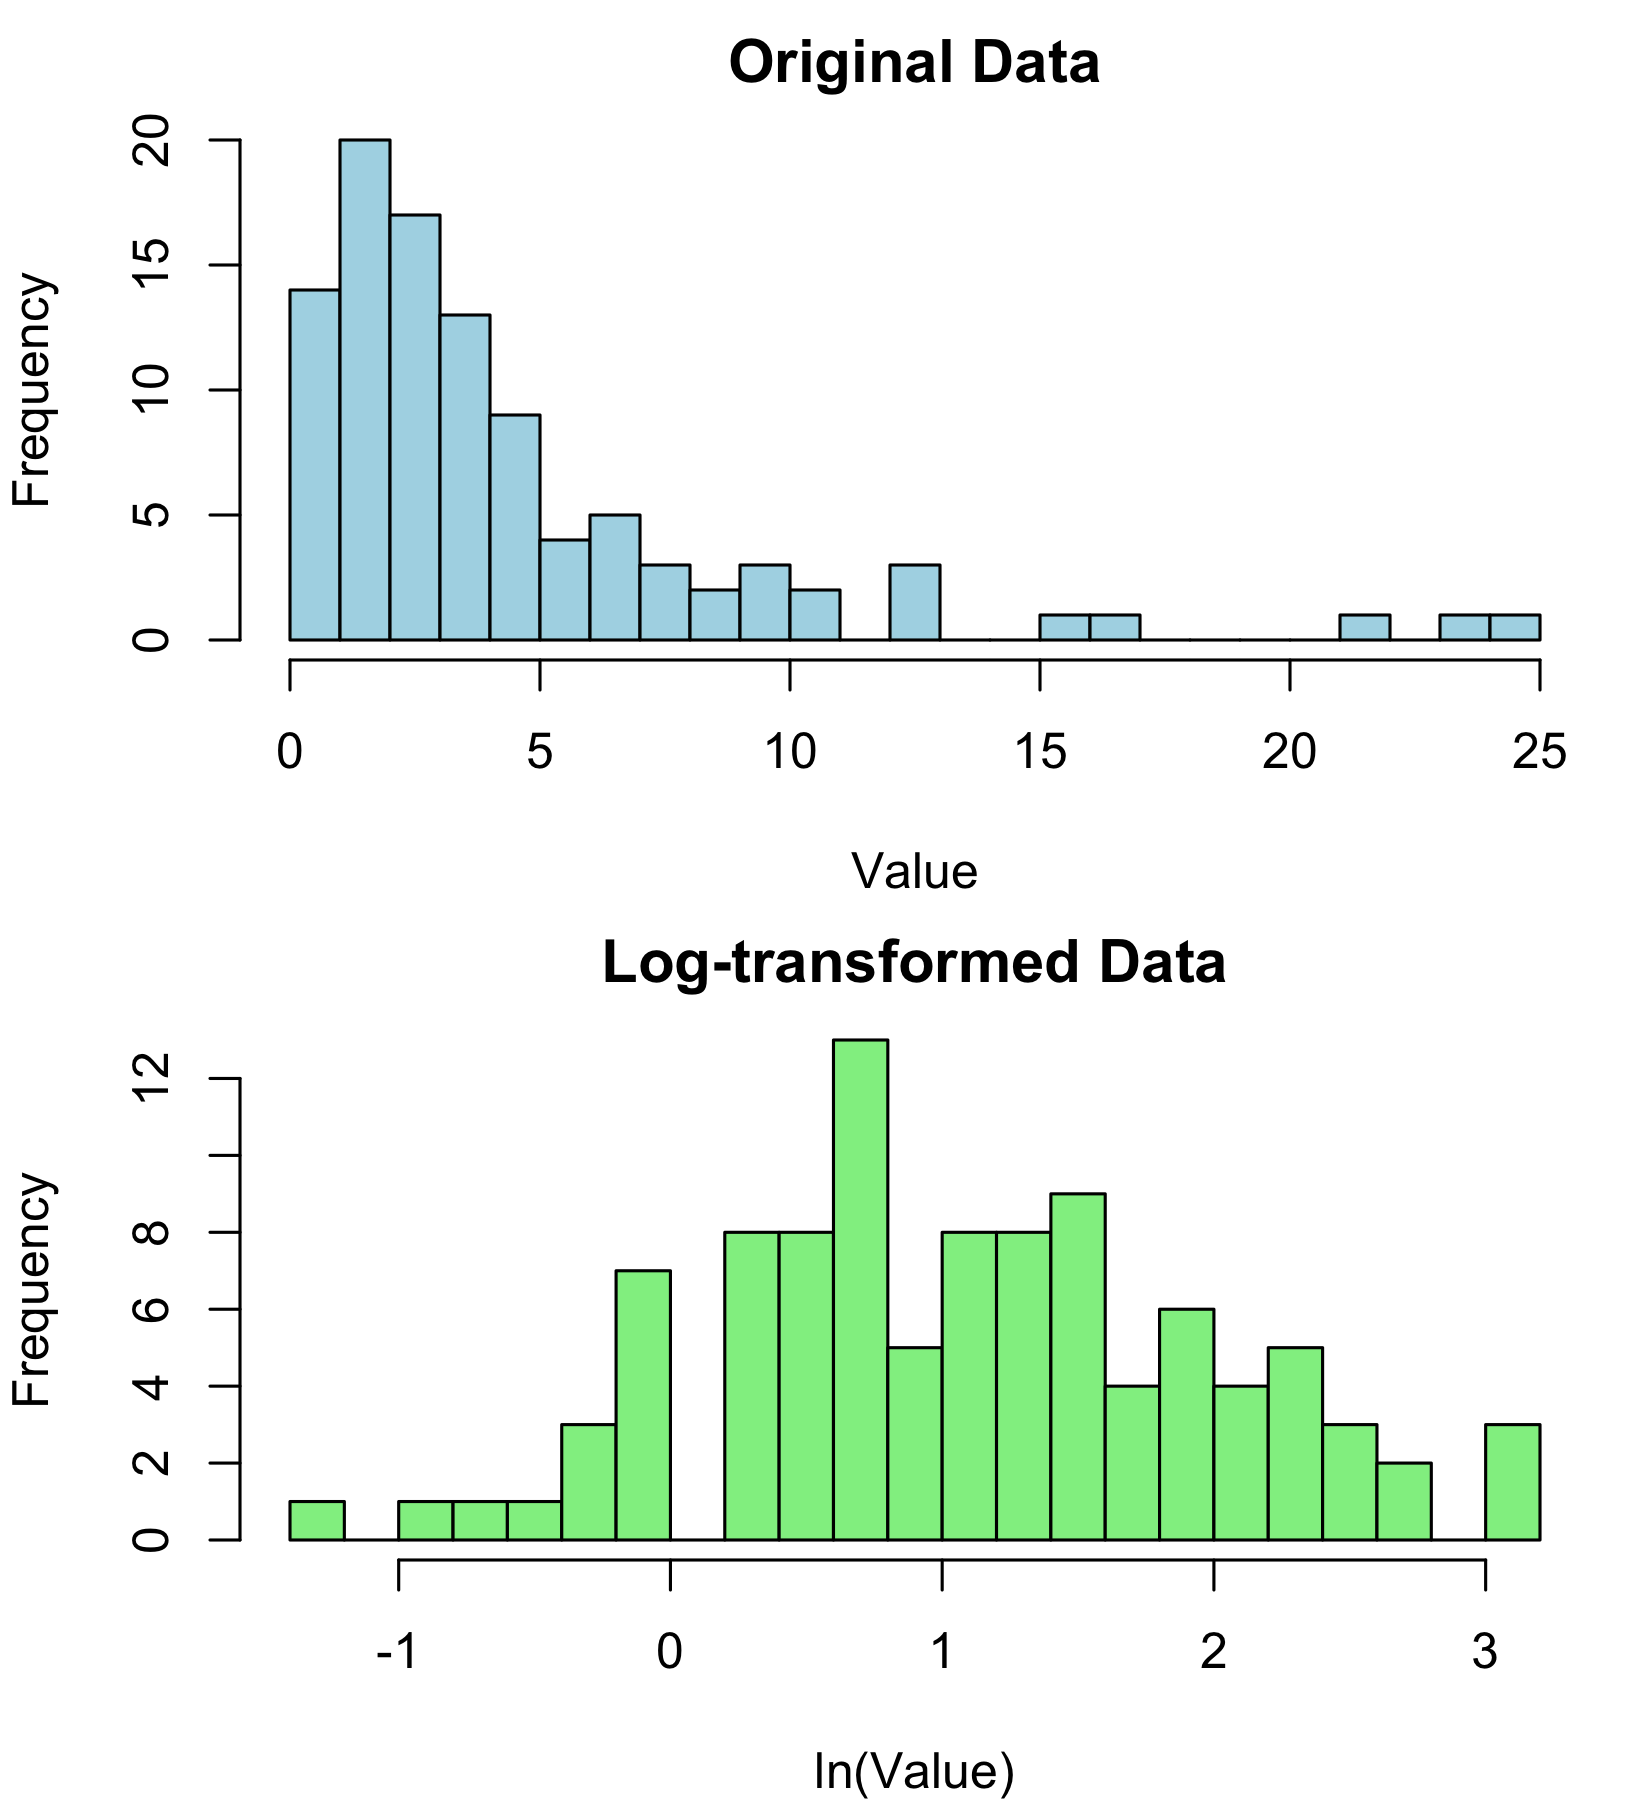 Original Data
Frequency
20
15
10
5
0
0 5 10 15 20 25
Value
Log-transformed Data
Frequency
12
8
6
4
2
0
-1 0 1 2 3
ln(Value)